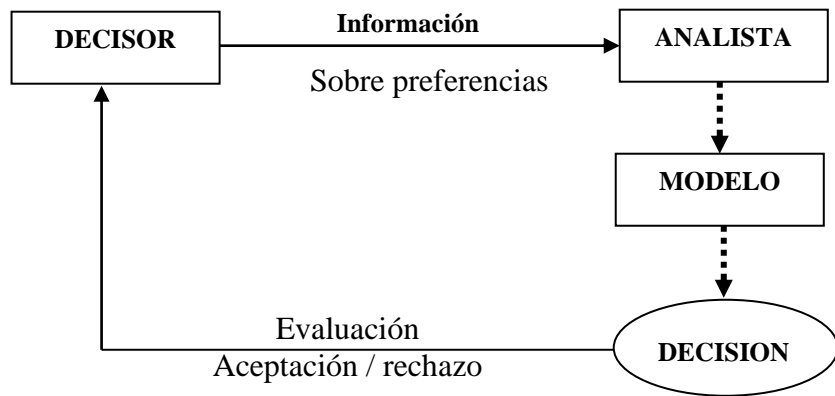 DECISOR
Información
ANALISTA
Sobre preferencias
MODELO
Evaluación
Aceptación / rechazo
DECISION